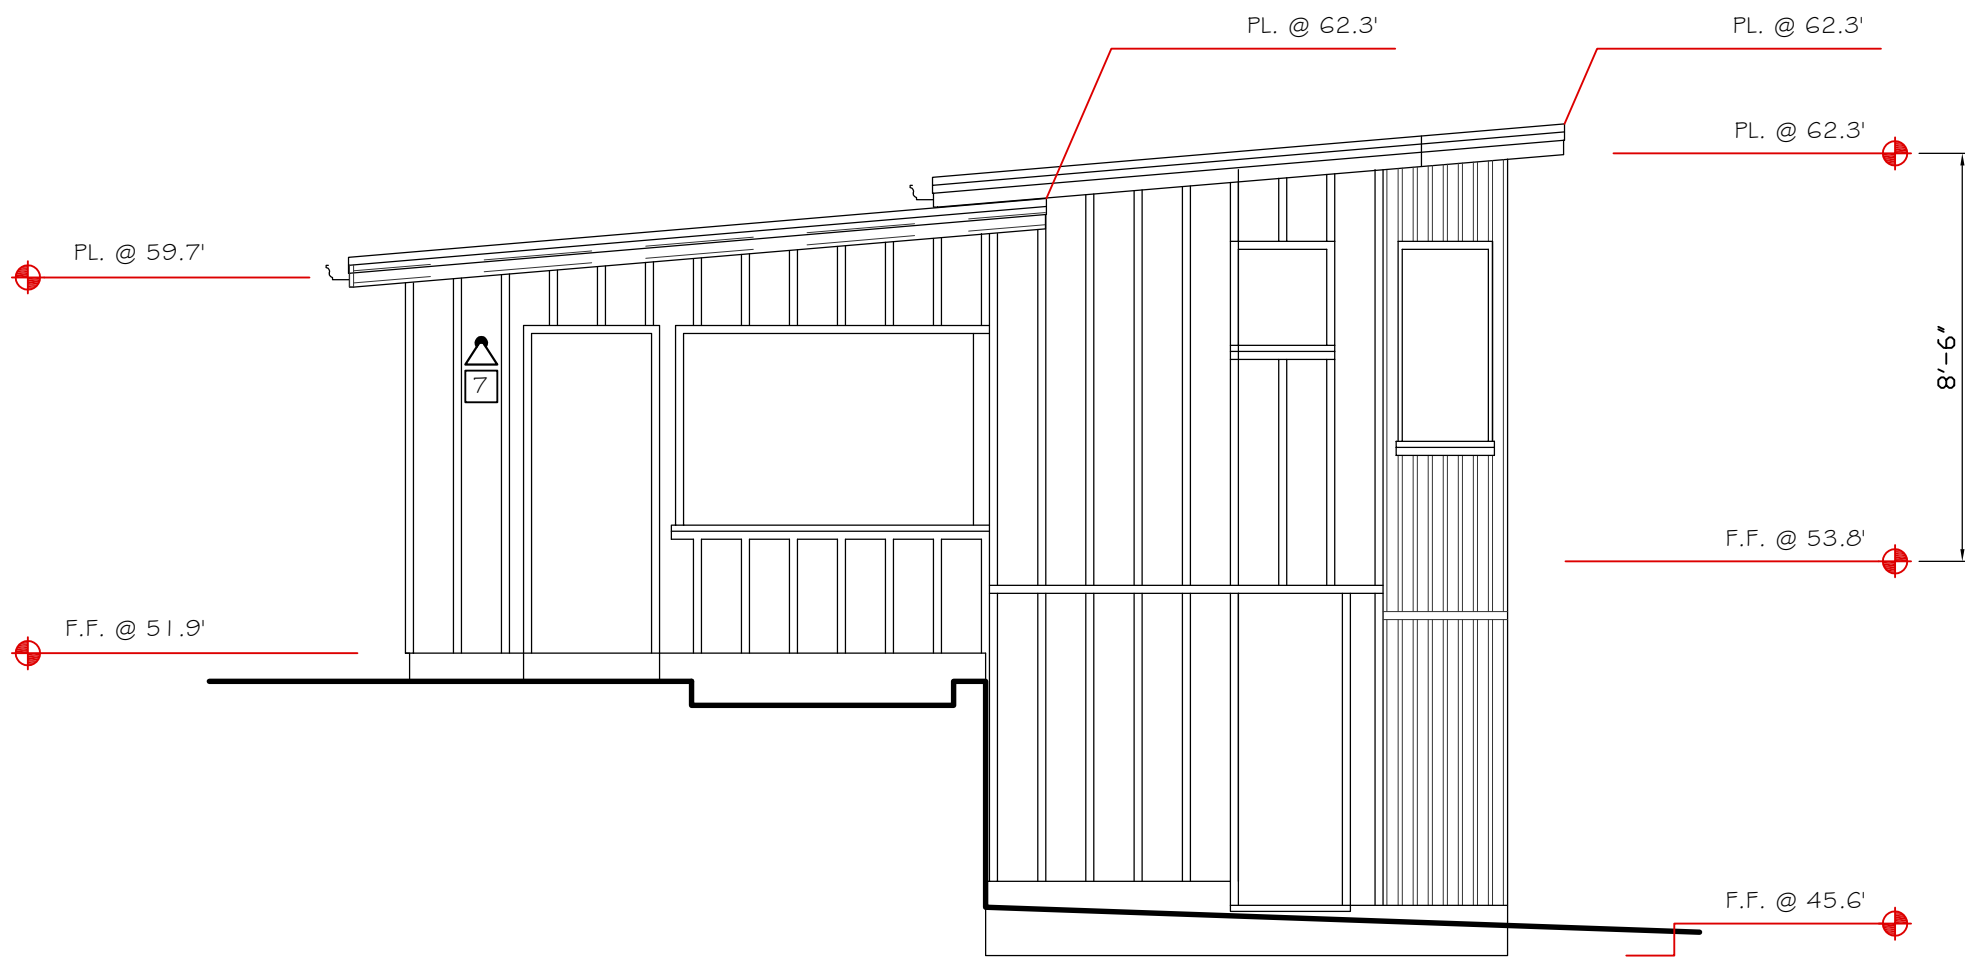 PL. @ 62.3'
PL. @ 62.3'
PL. @ 62.3'
PL. @ 59.7'
8'-6"
7
F.F. @ 53.8'
F.F. @ 51.9'
F.F. @ 45.6'